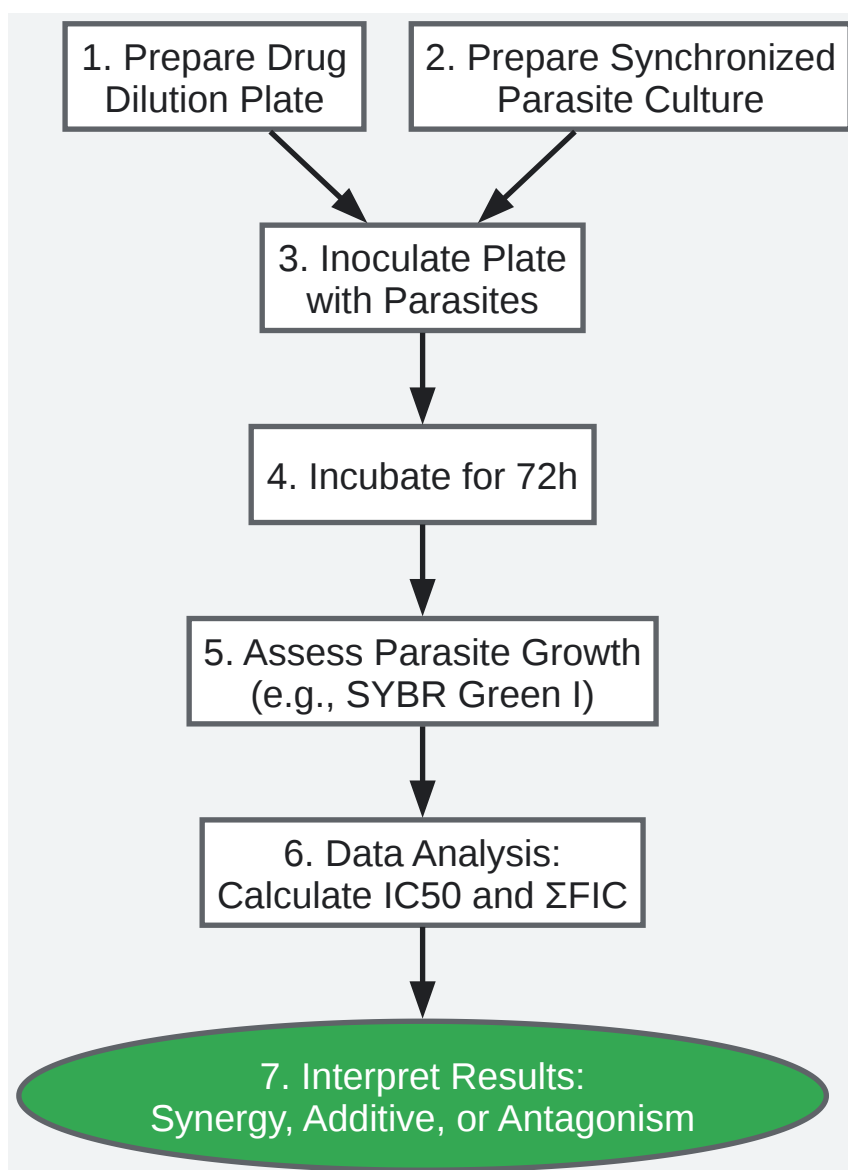 1. Prepare Drug
Dilution Plate
2. Prepare Synchronized
Parasite Culture
3. Inoculate Plate
with Parasites
4. Incubate for 72h
5. Assess Parasite Growth
(e.g., SYBR Green I)
6. Data Analysis:
Calculate IC50 and ΣFIC
7. Interpret Results:
Synergy, Additive, or Antagonism